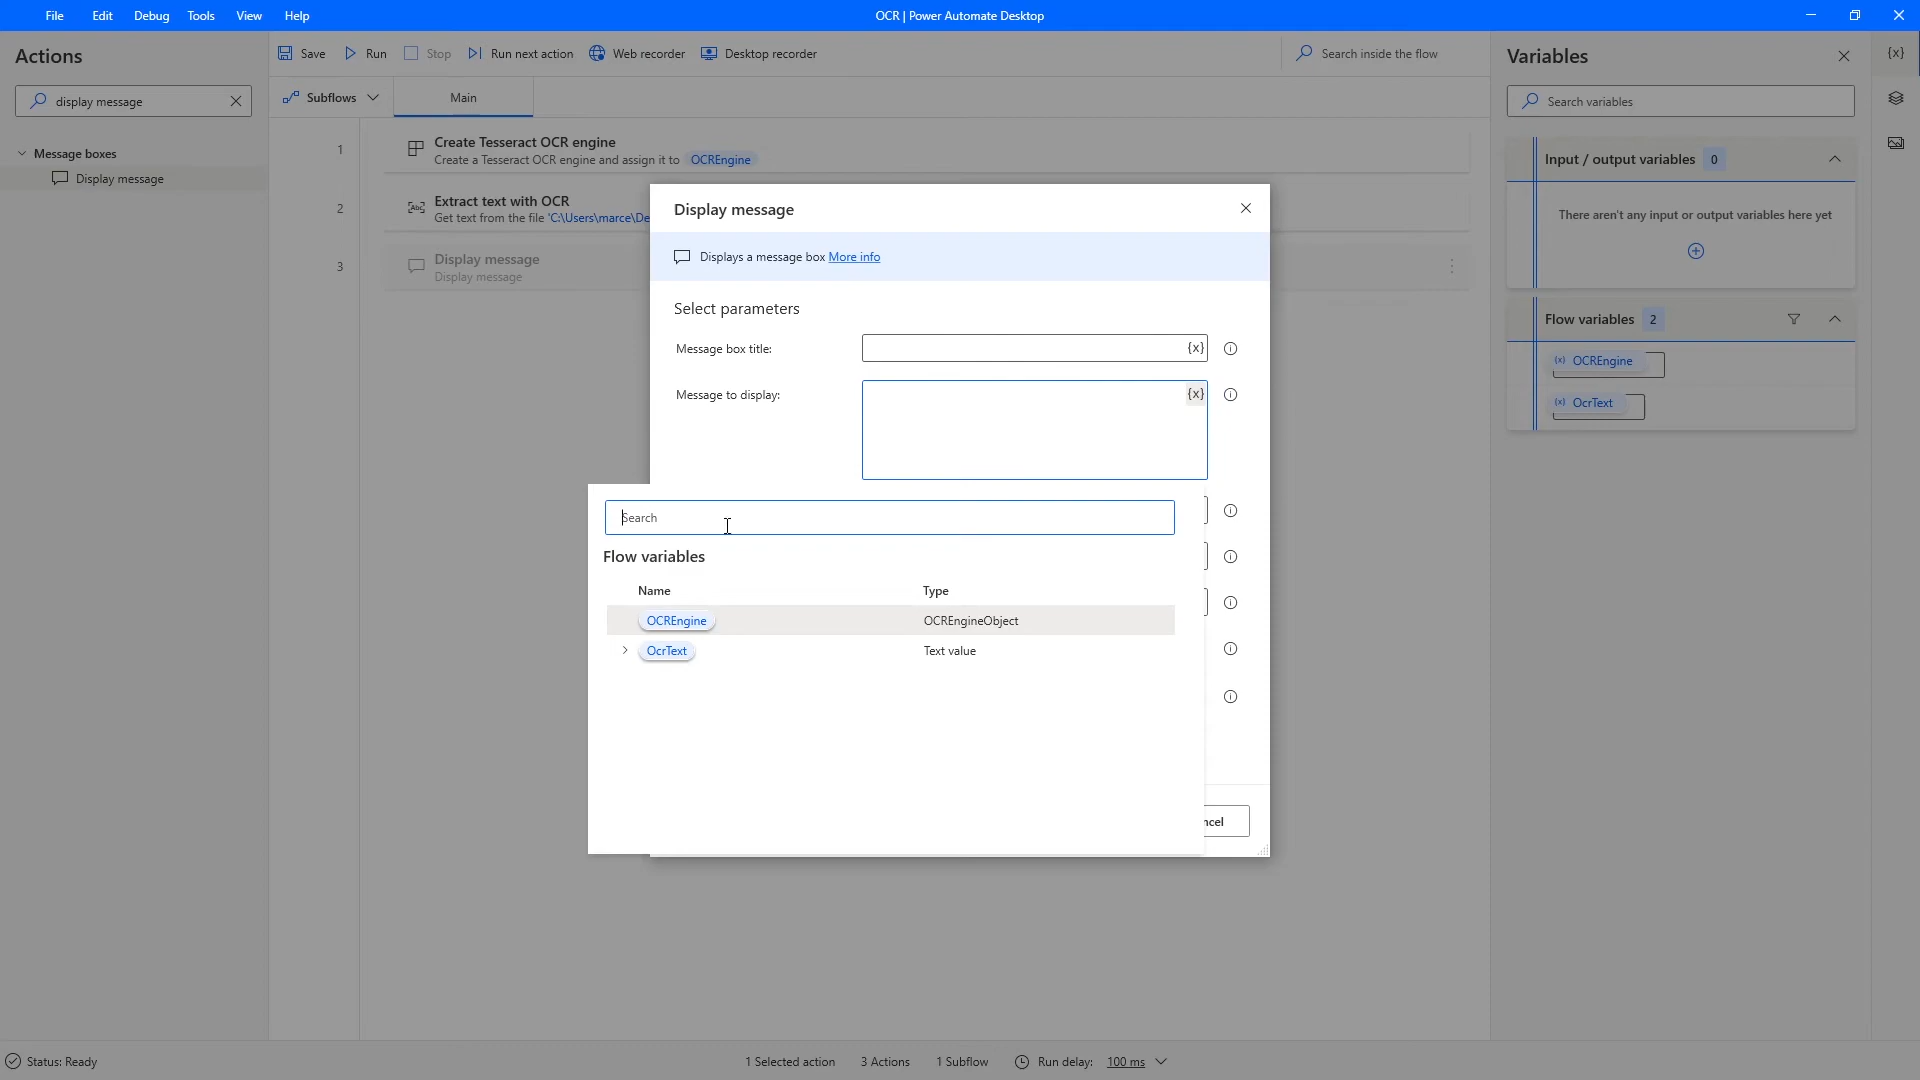 File Edit Debug Tools View Help
OCR | Power Automate Desktop
Actions
display message
Message boxes
Display message
Save Run Stop Run next action Web recorder Desktop recorder
Search inside the flow
Subflows Main
1
Create Tesseract OCR engine
Create a Tesseract OCR engine and assign it to OCREngine
2
Extract text with OCR
Get text from the file 'C:\Users\marce\De
3
Display message
Display message
Display message
Displays a message box More info
Select parameters
Message box title: {x}
Message to display: {x}
Search
Flow variables
Name Type
OCREngine OCREngineObject
OcrText Text value
ncel
Variables
{x}
Search variables
Input / output variables 0
There aren't any input or output variables here yet
Flow variables 2
{x} OCREngine
{x} OcrText
Status: Ready
1 Selected action 3 Actions 1 Subflow Run delay: 100 ms